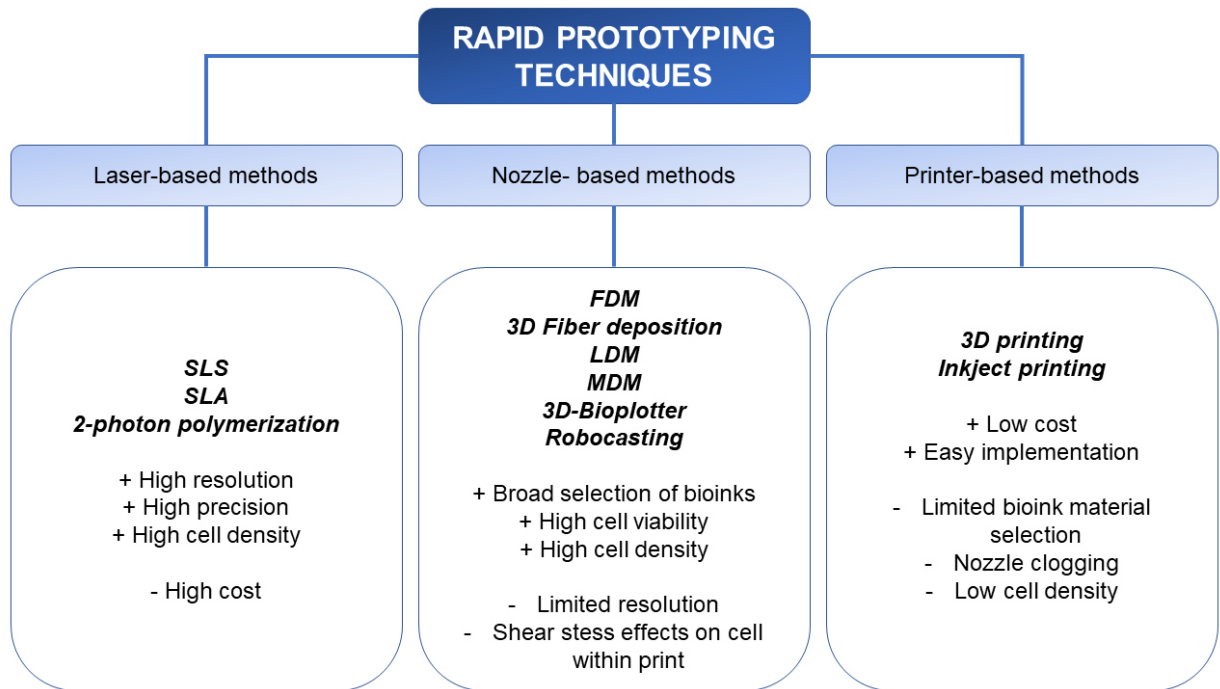 RAPID PROTOTYPING
TECHNIQUES
Laser-based methods
Nozzle- based methods
Printer-based methods
SLS
SLA
2-photon polymerization
+ High resolution
+ High precision
+ High cell density
- High cost
FDM
3D Fiber deposition
LDM
MDM
3D-Bioplotter
Robocasting
+ Broad selection of bioinks
+ High cell viability
+ High cell density
- Limited resolution
- Shear stess effects on cell
within print
3D printing
Inkject printing
+ Low cost
+ Easy implementation
- Limited bioink material
selection
- Nozzle clogging
- Low cell density